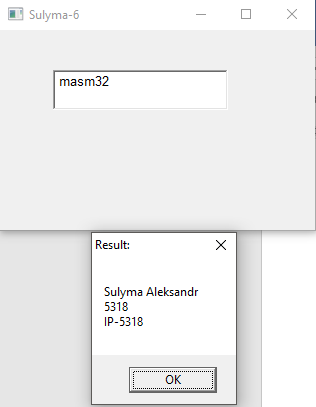 Sulyma-6
masm32
Result:
Sulyma Aleksandr
5318
IP-5318
OK